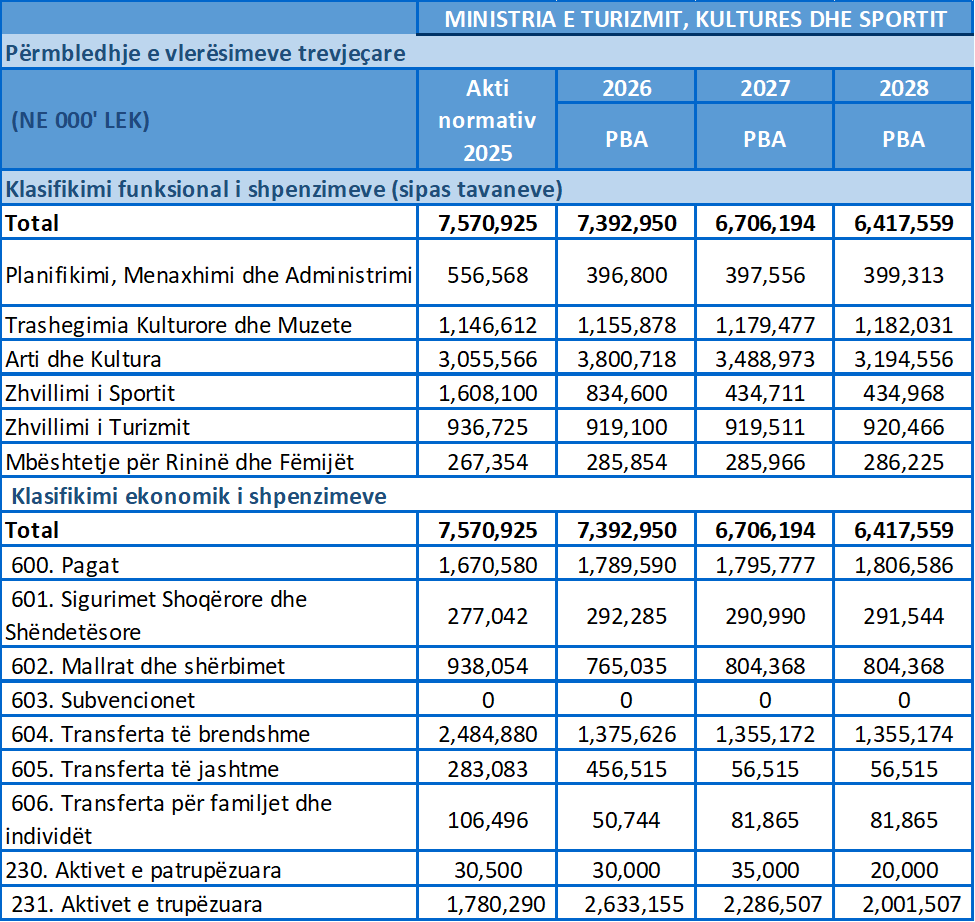 MINISTRIA E TURIZMIT, KULTURES DHE SPORTIT
Përmbledhje e vlerësimeve trevjeçare
(NE 000' LEK) Akti normativ 2025 2026 2027 2028
PBA PBA PBA
Klasifikimi funksional i shpenzimeve (sipas tavaneve)
Total 7,570,925 7,392,950 6,706,194 6,417,559
Planifikimi, Menaxhimi dhe Administrimi 556,568 396,800 397,556 399,313
Trashegimia Kulturore dhe Muzete 1,146,612 1,155,878 1,179,477 1,182,031
Arti dhe Kultura 3,055,566 3,800,718 3,488,973 3,194,556
Zhvillimi i Sportit 1,608,100 834,600 434,711 434,968
Zhvillimi i Turizmit 936,725 919,100 919,511 920,466
Mbështetje për Rininë dhe Fëmijët 267,354 285,854 285,966 286,225
Klasifikimi ekonomik i shpenzimeve
Total 7,570,925 7,392,950 6,706,194 6,417,559
600. Pagat 1,670,580 1,789,590 1,795,777 1,806,586
601. Sigurimet Shoqërore dhe
Shëndetësore 277,042 292,285 290,990 291,544
602. Mallrat dhe shërbimet 938,054 765,035 804,368 804,368
603. Subvencionet 0 0 0 0
604. Transferta të brendshme 2,484,880 1,375,626 1,355,172 1,355,174
605. Transferta të jashtme 283,083 456,515 56,515 56,515
606. Transferta për familjet dhe
individët 106,496 50,744 81,865 81,865
230. Aktivet e patrupëzuara 30,500 30,000 35,000 20,000
231. Aktivet e trupëzuara 1,780,290 2,633,155 2,286,507 2,001,507